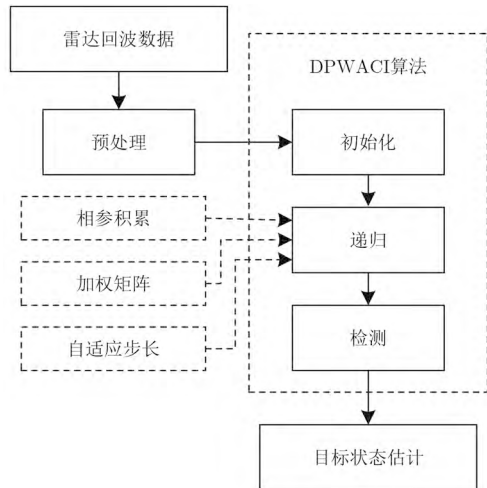 雷达回波数据
DPWACI算法
预处理
初始化
相参积累
递归
加权矩阵
自适应步长
检测
目标状态估计